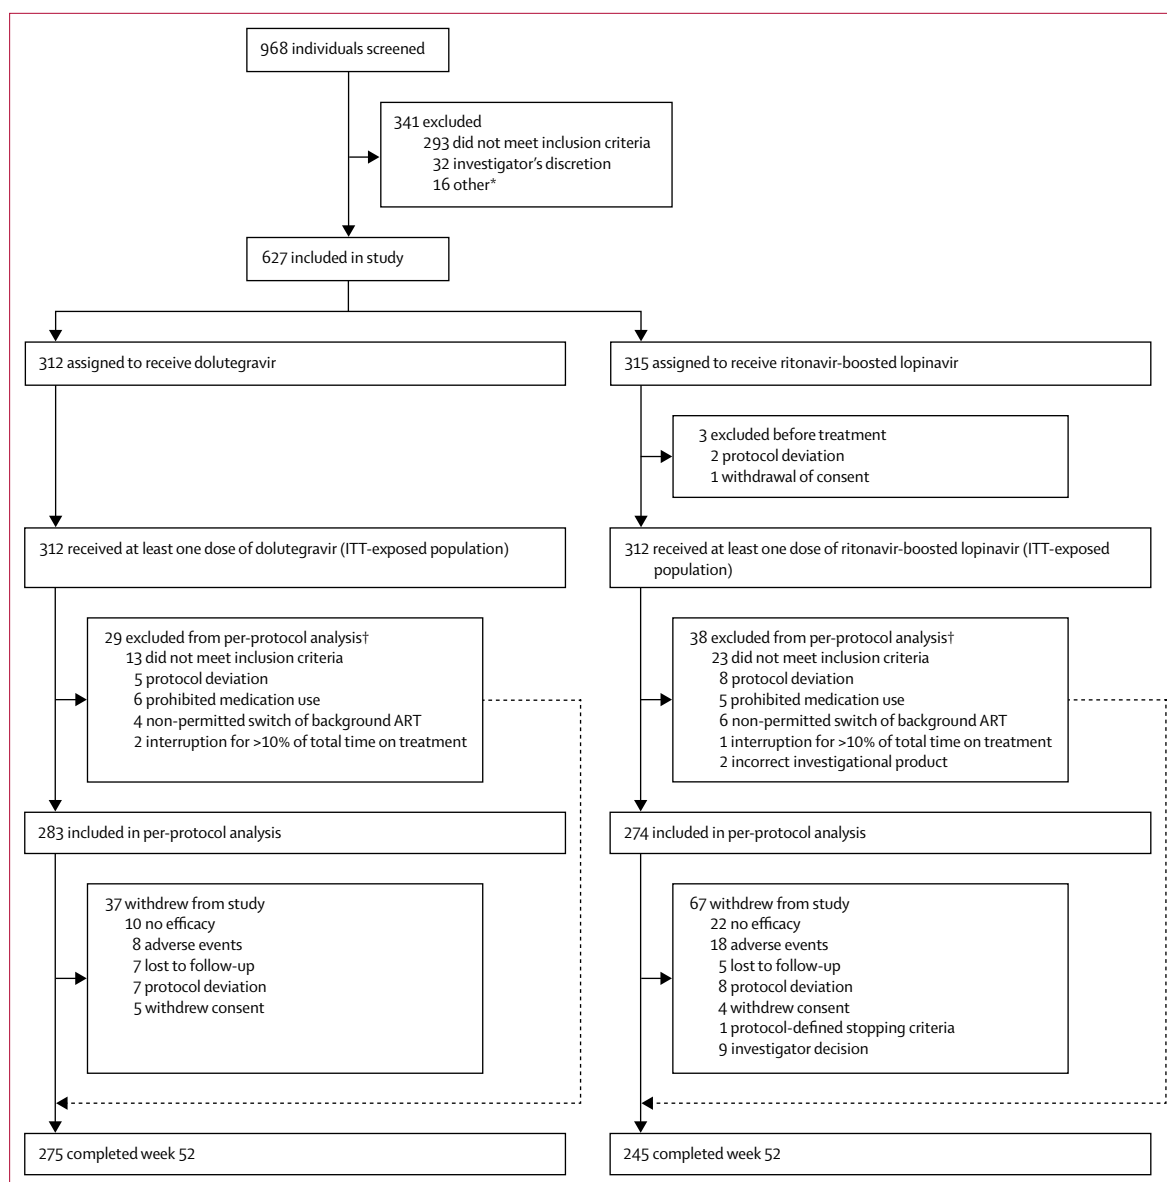 968 individuals screened
341 excluded
293 did not meet inclusion criteria
32 investigator's discretion
16 other*
627 included in study
312 assigned to receive dolutegravir
315 assigned to receive ritonavir-boosted lopinavir
3 excluded before treatment
2 protocol deviation
1 withdrawal of consent
312 received at least one dose of dolutegravir (ITT-exposed population)
312 received at least one dose of ritonavir-boosted lopinavir (ITT-exposed
population)
29 excluded from per-protocol analysis†
13 did not meet inclusion criteria
5 protocol deviation
6 prohibited medication use
4 non-permitted switch of background ART
2 interruption for >10% of total time on treatment
38 excluded from per-protocol analysis†
23 did not meet inclusion criteria
8 protocol deviation
5 prohibited medication use
6 non-permitted switch of background ART
1 interruption for >10% of total time on treatment
2 incorrect investigational product
283 included in per-protocol analysis
274 included in per-protocol analysis
37 withdrew from study
10 no efficacy
8 adverse events
7 lost to follow-up
7 protocol deviation
5 withdrew consent
67 withdrew from study
22 no efficacy
18 adverse events
5 lost to follow-up
8 protocol deviation
4 withdrew consent
1 protocol-defined stopping criteria
9 investigator decision
275 completed week 52
245 completed week 52